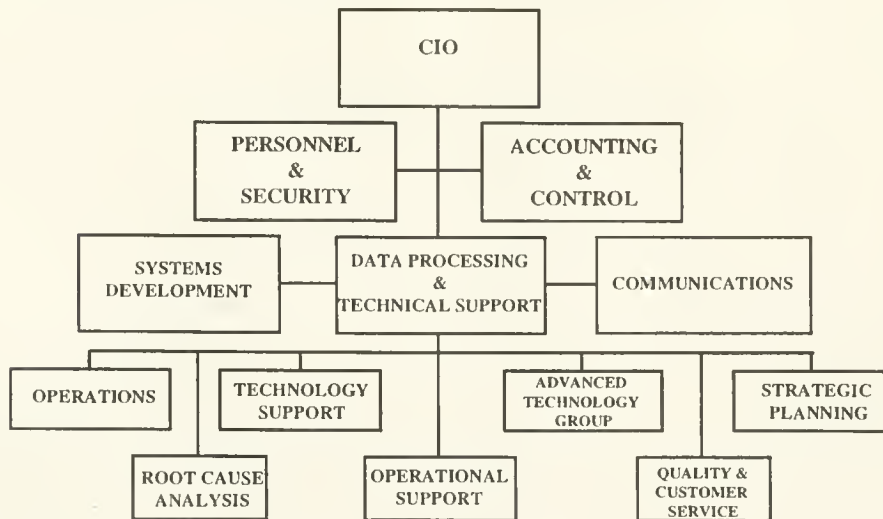 CIO
PERSONNEL
&
SECURITY
ACCOUNTING
&
CONTROL
SYSTEMS
DEVELOPMENT
DATA PROCESSING
&
TECHNICAL SUPPORT
COMMUNICATIONS
OPERATIONS
TECHNOLOGY
SUPPORT
ADVANCED
TECHNOLOGY
GROUP
STRATEGIC
PLANNING
ROOT CAUSE
ANALYSIS
OPERATIONAL
SUPPORT
QUALITY &
CUSTOMER
SERVICE